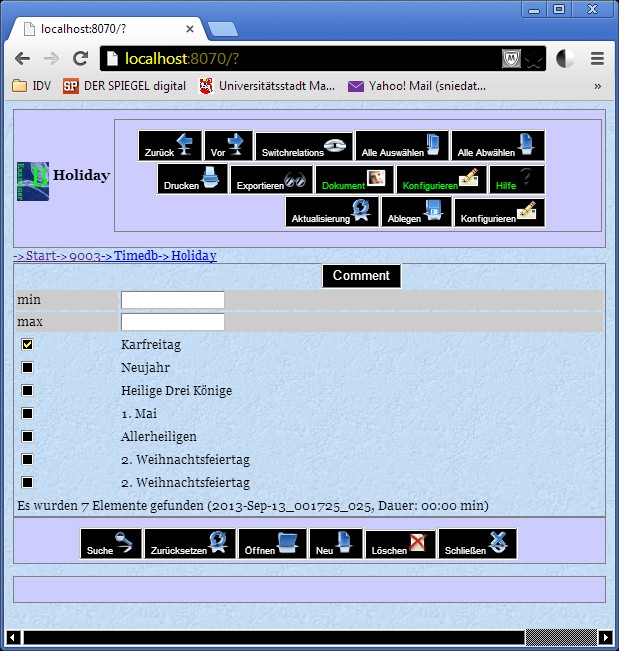 localhost:8070/?
localhost:8070/?
IDV DER SPIEGEL digital Universitätsstadt Ma... Yahoo! Mail (sniedat... »
Zurück Vor Switchrelations Alle Auswählen Alle Abwählen
Holiday
Drucken Exportieren Dokument Konfigurieren Hilfe
Aktualisierung Ablegen Konfigurieren
->Start->9003->Timedb->Holiday
Comment
min
max
Karfreitag
Neujahr
Heilige Drei Könige
1. Mai
Allerheiligen
2. Weihnachtsfeiertag
2. Weihnachtsfeiertag
Es wurden 7 Elemente gefunden (2013-Sep-13_001725_025, Dauer: 00:00 min)
Suche Zurücksetzen Öffnen Neu Löschen Schließen